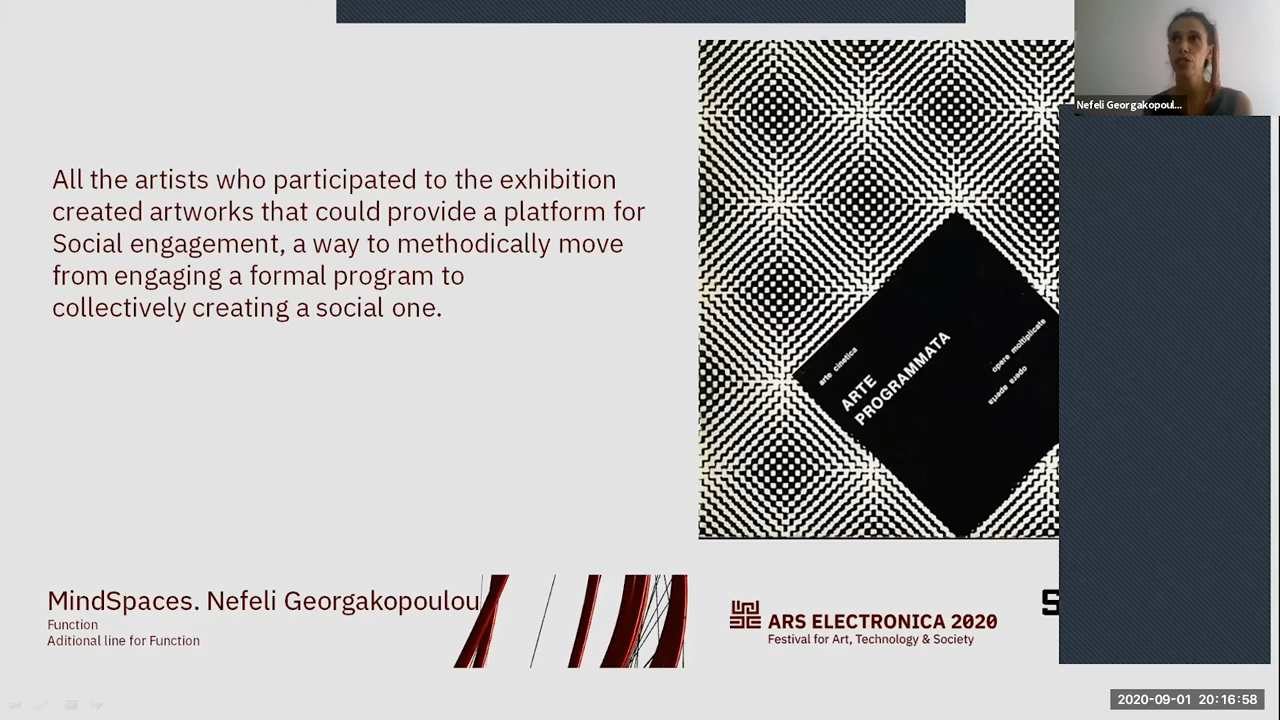 All the artists who participated to the exhibition
created artworks that could provide a platform for
Social engagement, a way to methodically move
from engaging a formal program to
collectively creating a social one.
arte cinetica
ARTE
PROGRAMMATA
opere moltiplicate
opera aperta
Nefeli Georgakopoul...
MindSpaces. Nefeli Georgakopoulou
Function
Aditional line for Function
ARS ELECTRONICA 2020
Festival for Art, Technology & Society
S
2020-09-01 20:16:58